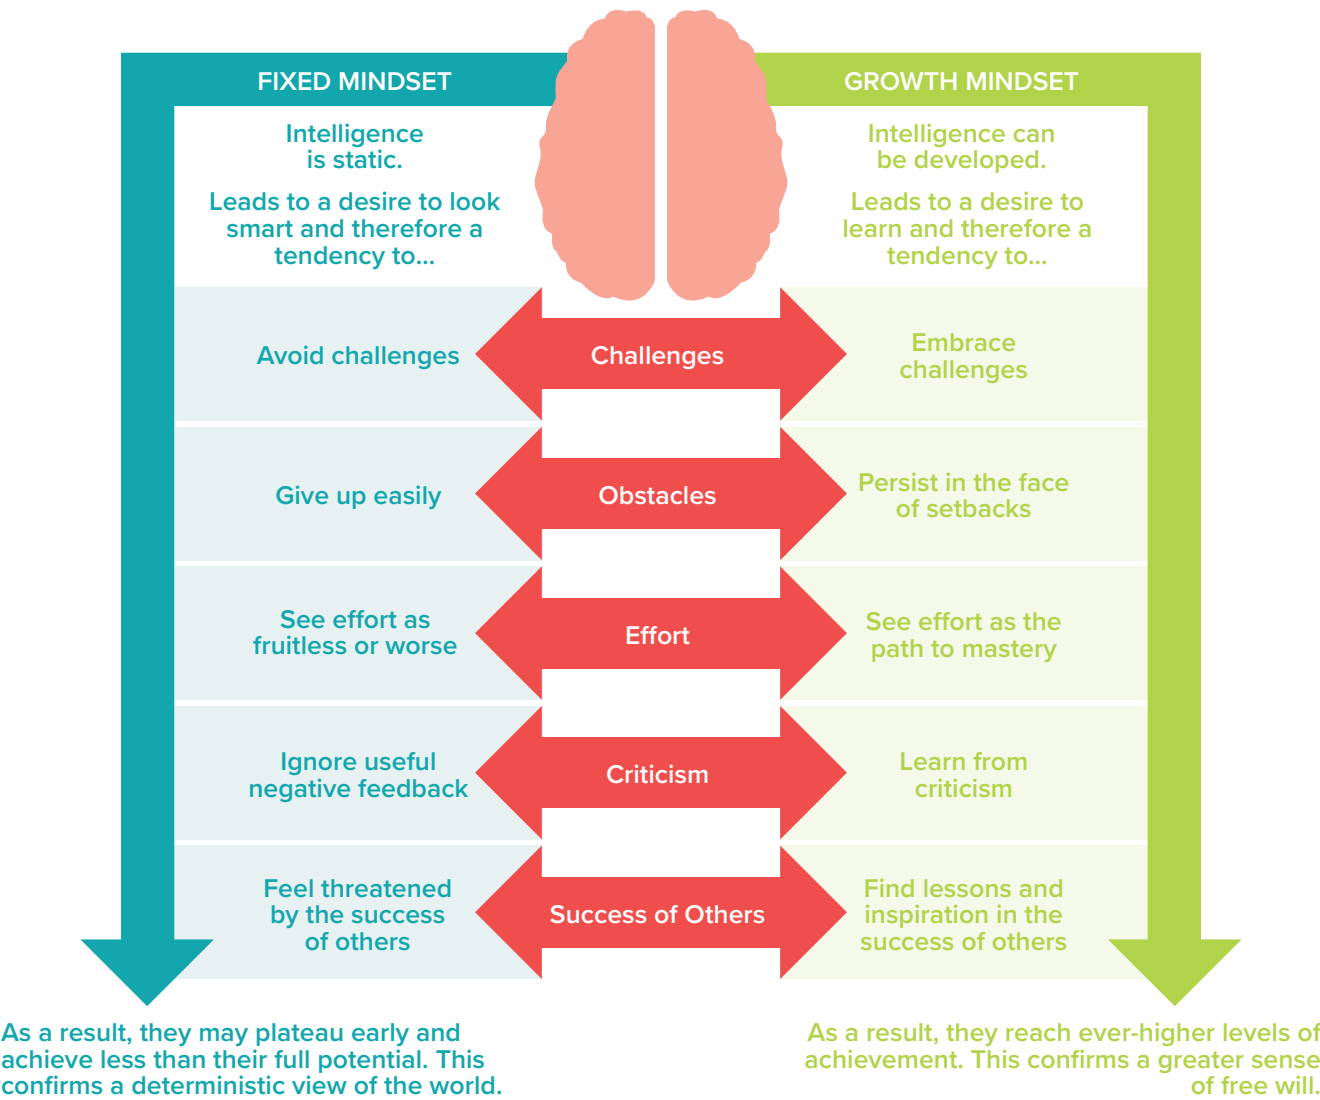 FIXED MINDSET
GROWTH MINDSET
Intelligence
is static.
Leads to a desire to look
smart and therefore a
tendency to...
Intelligence can
be developed.
Leads to a desire to
learn and therefore a
tendency to...
Avoid challenges
Challenges
Embrace
challenges
Give up easily
Obstacles
Persist in the face
of setbacks
See effort as
fruitless or worse
Effort
See effort as the
path to mastery
Ignore useful
negative feedback
Criticism
Learn from
criticism
Feel threatened
by the success
of others
Success of Others
Find lessons and
inspiration in the
success of others
As a result, they may plateau early and
achieve less than their full potential. This
confirms a deterministic view of the world.
As a result, they reach ever-higher levels of
achievement. This confirms a greater sense
of free will.